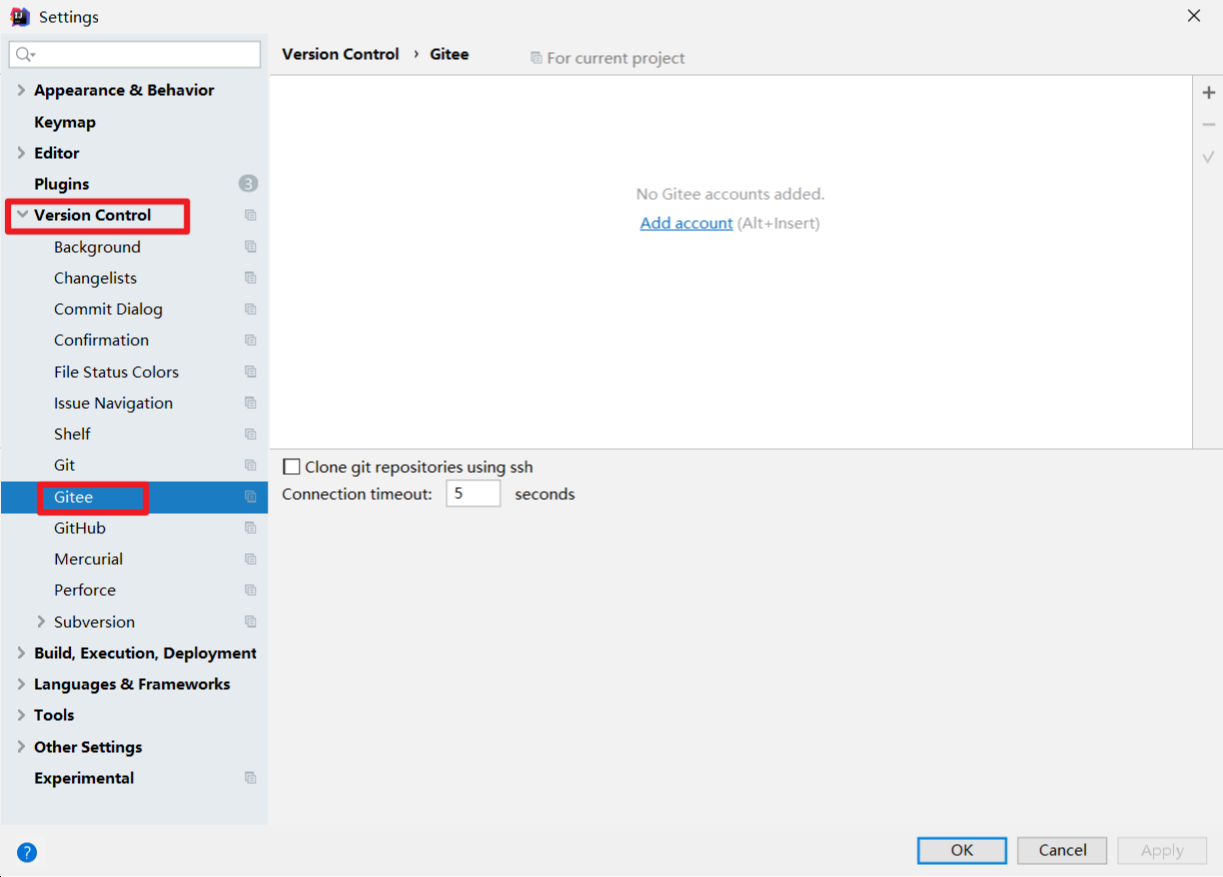 Settings
Version Control › Gitee For current project
Appearance & Behavior
Keymap
Editor
Plugins 3
Version Control
Background
Changelists
Commit Dialog
Confirmation
File Status Colors
Issue Navigation
Shelf
Git
Gitee
GitHub
Mercurial
Perforce
Subversion
Build, Execution, Deployment
Languages & Frameworks
Tools
Other Settings
Experimental
No Gitee accounts added.
Add account (Alt+Insert)
Clone git repositories using ssh
Connection timeout: 5 seconds
?
OK Cancel Apply